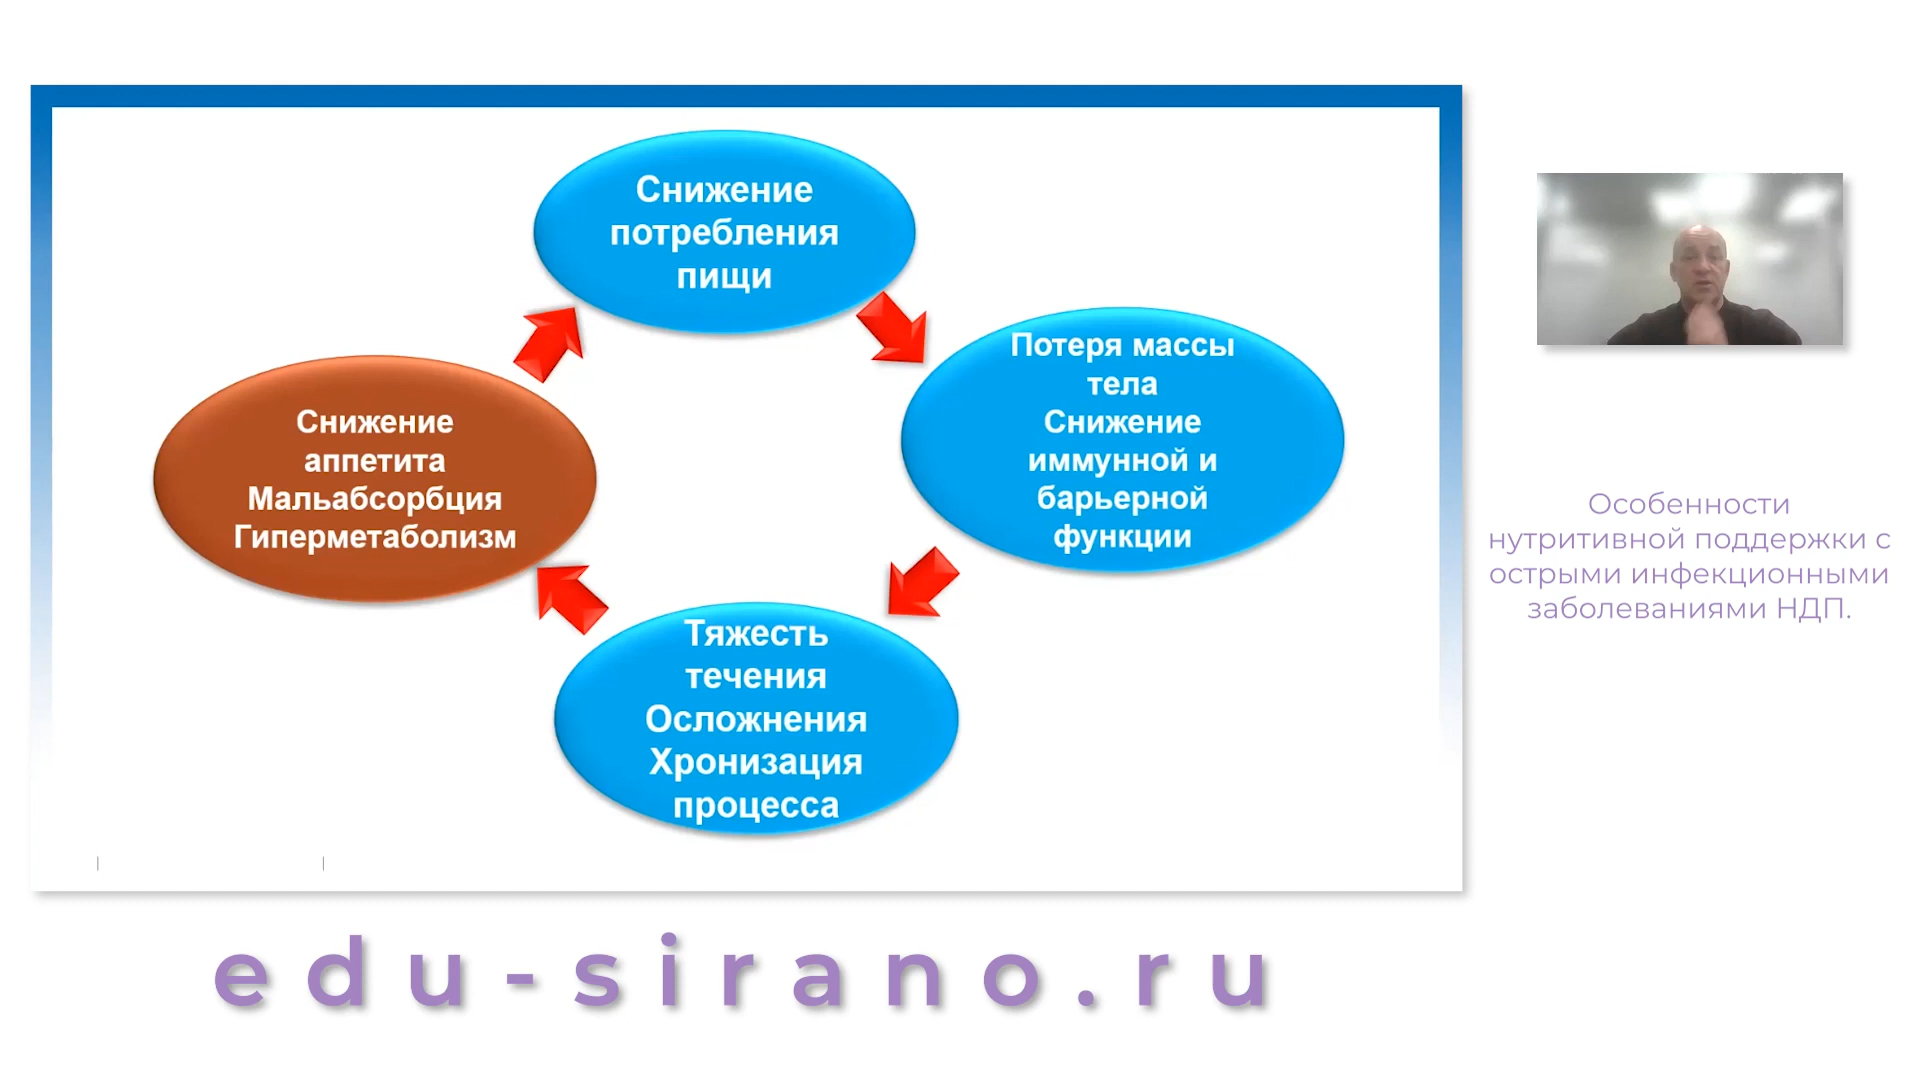 Снижение
потребления
пищи
Потеря массы
тела
Снижение
иммунной и
барьерной
функции
Снижение
аппетита
Мальабсорбция
Гиперметаболизм
Тяжесть
течения
Осложнения
Хронизация
процесса
Особенности
нутритивной поддержки с
острыми инфекционными
заболеваниями НДП.
edu-sirano.ru